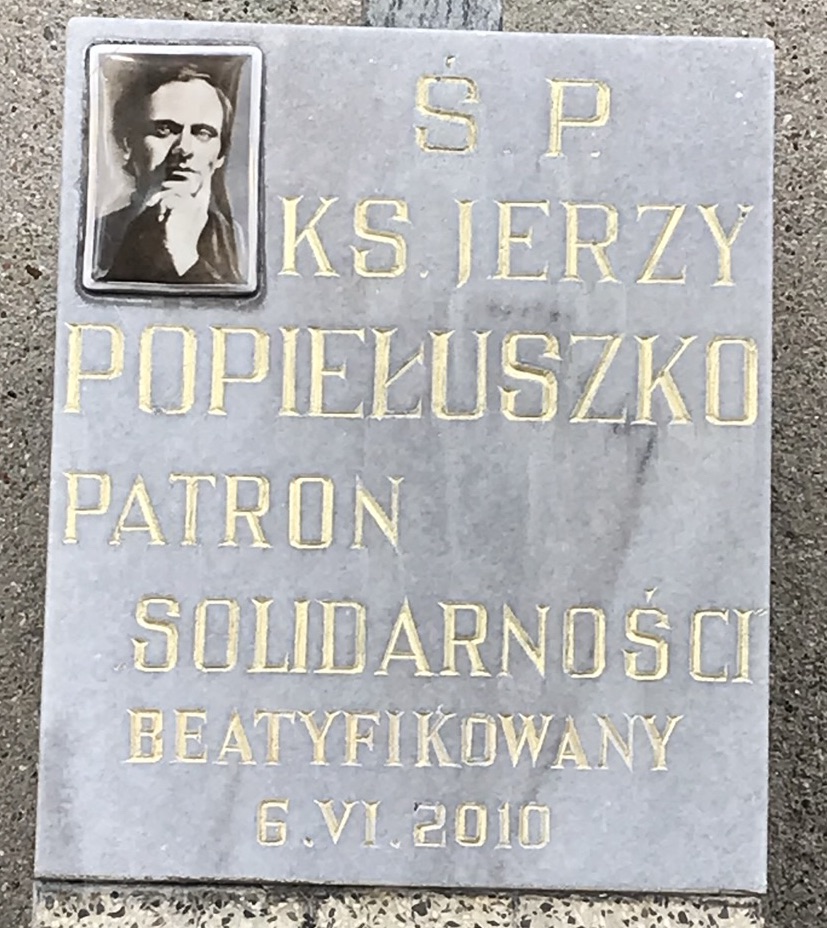 Ś P.
KS. JERZY
POPIEŁUSZKO
PATRON
SOLIDARNOŚCI
BEATYFIKOWANY
6.VI.2010